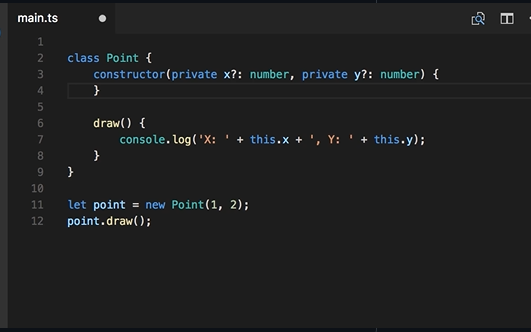 main.ts
1
2 class Point {
3     constructor(private x?: number, private y?: number) {
4     }
5
6     draw() {
7         console.log('X: ' + this.x + ', Y: ' + this.y);
8     }
9 }
10
11 let point = new Point(1, 2);
12 point.draw();